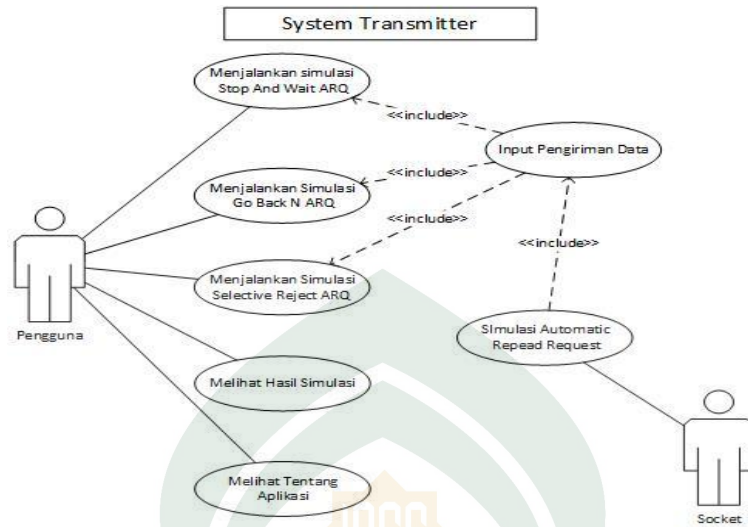 System Transmitter
Menjalankan simulasi
Stop And Wait ARQ
<<include>>
Input Pengiriman Data
Menjalankan Simulasi
Go Back N ARQ
<<include>>
<<include>>
<<include>>
Menjalankan Simulasi
Selective Reject ARQ
Pengguna
SImulasi Automatic
Repead Request
Melihat Hasil Simulasi
Melihat Tentang
Aplikasi
Socket